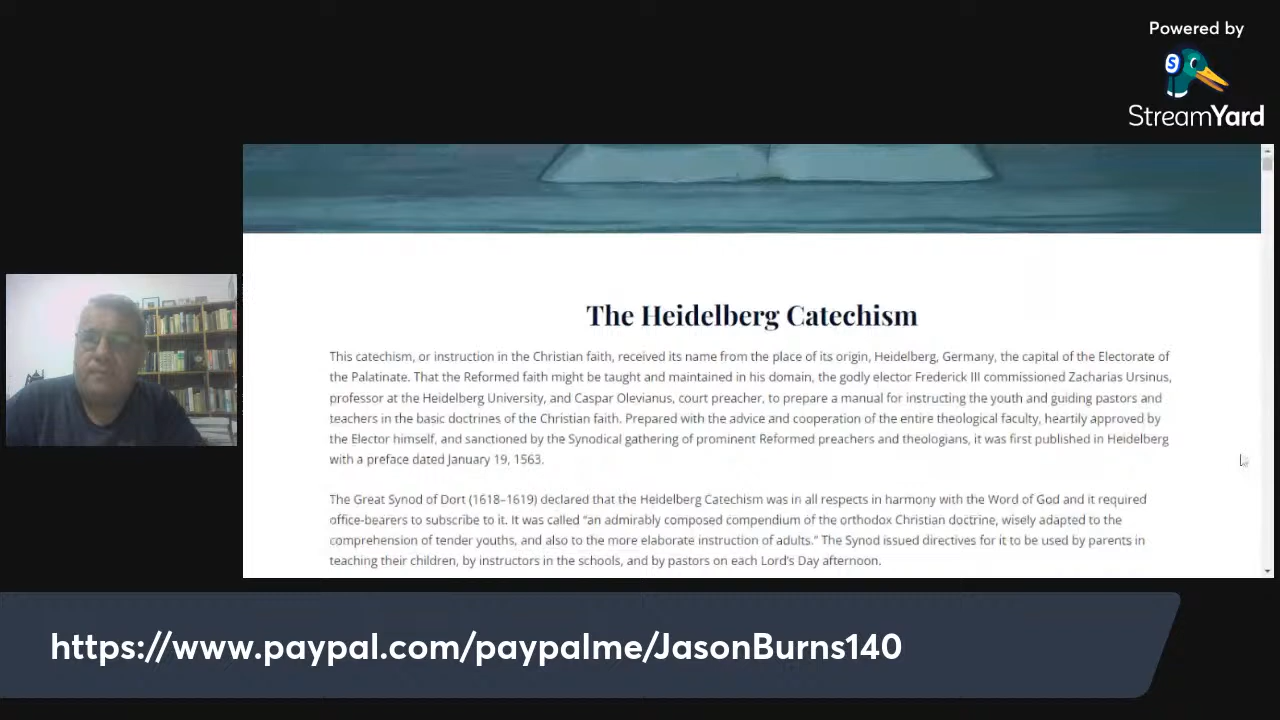 Powered by
StreamYard
The Heidelberg Catechism
This catechism, or instruction in the Christian faith, received its name from the place of its origin, Heidelberg, Germany, the capital of the Electorate of
the Palatinate. That the Reformed faith might be taught and maintained in his domain, the godly elector Frederick III commissioned Zacharias Ursinus,
professor at the Heidelberg University, and Caspar Olevianus, court preacher, to prepare a manual for instructing the youth and guiding pastors and
teachers in the basic doctrines of the Christian faith. Prepared with the advice and cooperation of the entire theological faculty, heartily approved by
the Elector himself, and sanctioned by the Synodical gathering of prominent Reformed preachers and theologians, it was first published in Heidelberg
with a preface dated January 19, 1563.
The Great Synod of Dort (1618–1619) declared that the Heidelberg Catechism was in all respects in harmony with the Word of God and it required
office-bearers to subscribe to it. It was called “an admirably composed compendium of the orthodox Christian doctrine, wisely adapted to the
comprehension of tender youths, and also to the more elaborate instruction of adults.” The Synod issued directives for it to be used by parents in
teaching their children, by instructors in the schools, and by pastors on each Lord’s Day afternoon.
https://www.paypal.com/paypalme/JasonBurns140